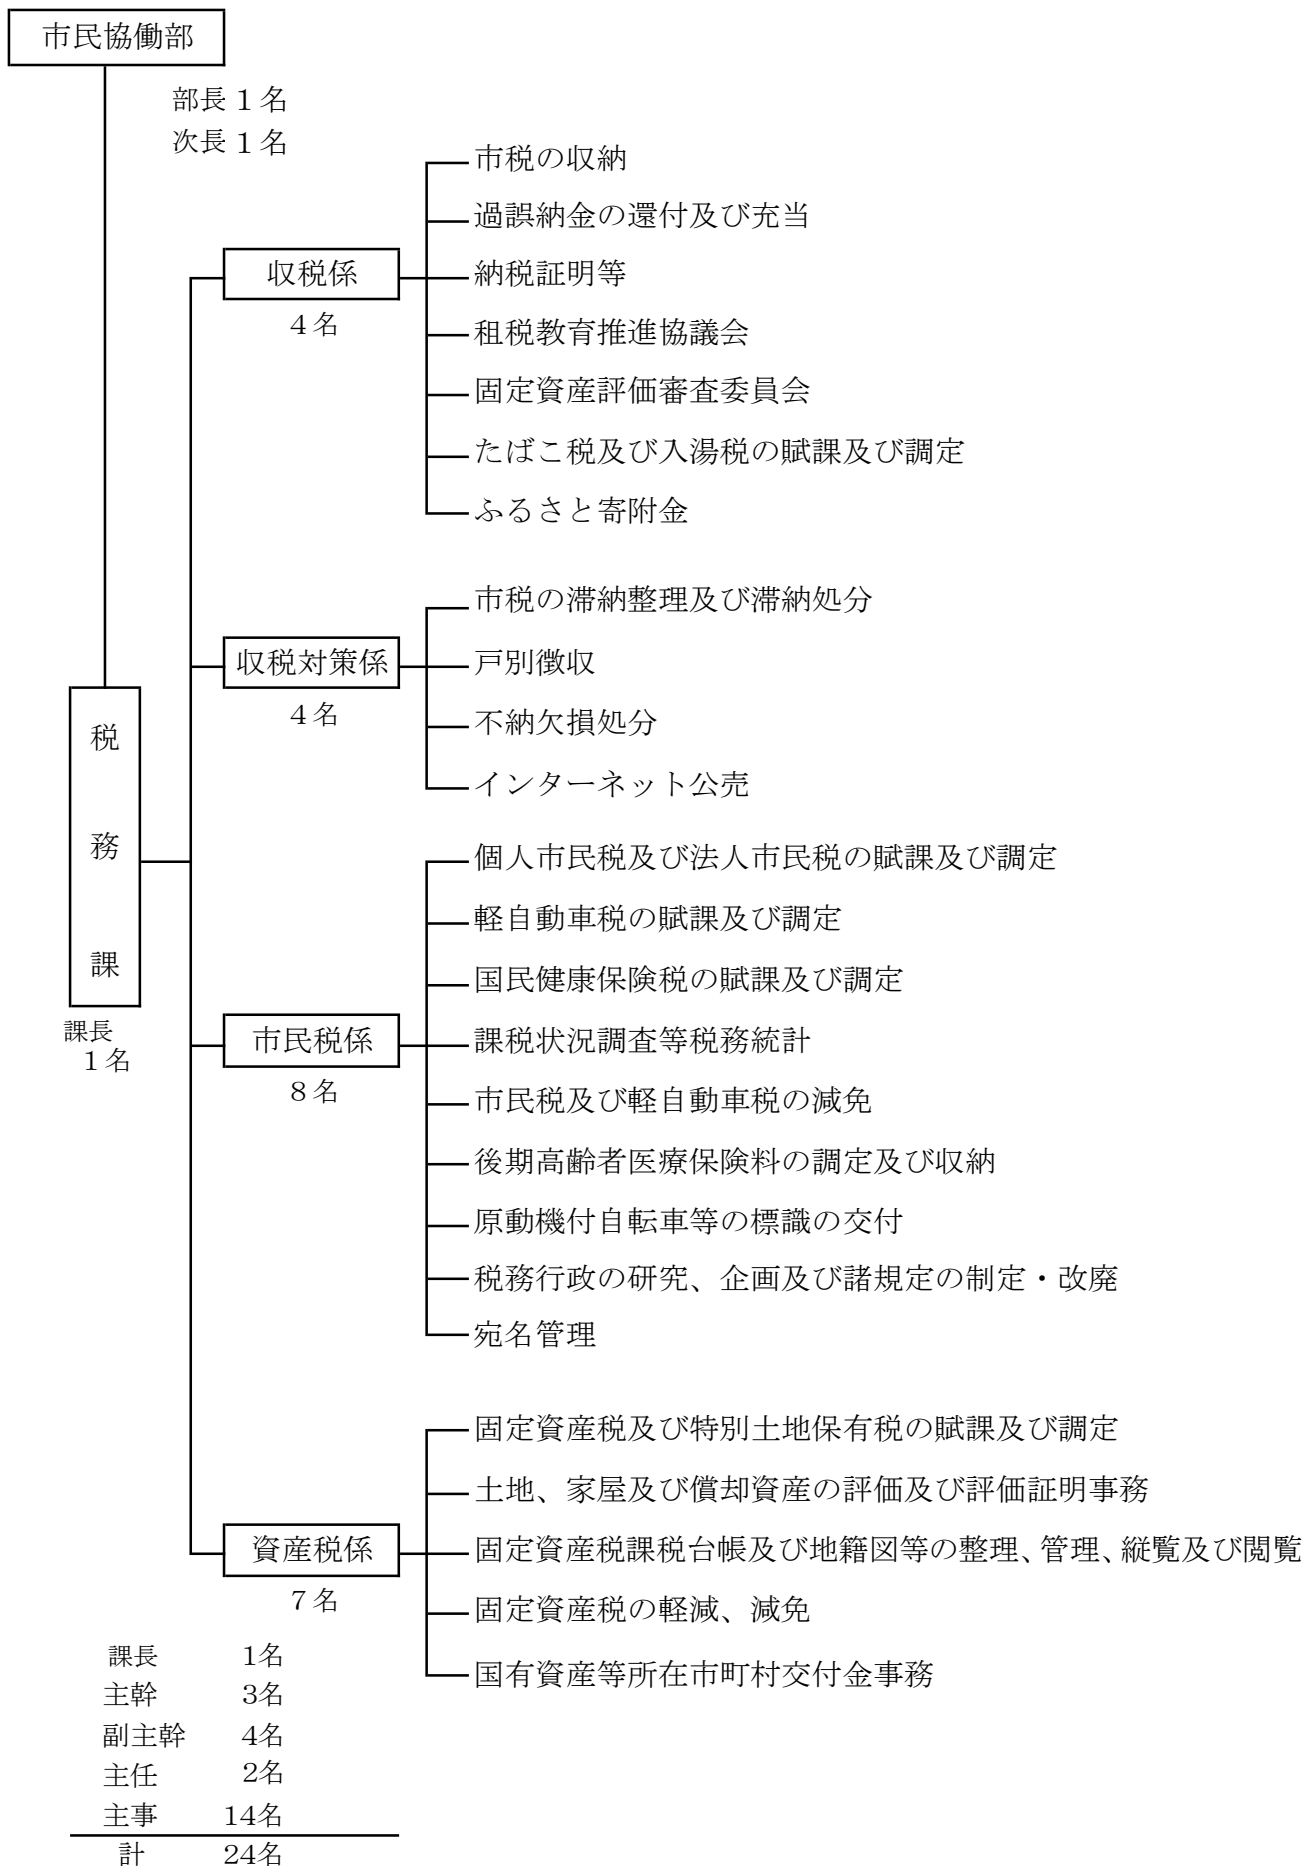 市民協働部
部長 1 名
次長 1 名
市税の収納
過誤納金の還付及び充当
収税係
納税証明等
4名
租税教育推進協議会
固定資産評価審査委員会
たばこ税及び入湯税の賦課及び調定
ふるさと寄附金
市税の滞納整理及び滞納処分
収税対策係
戸別徴収
4名
不納欠損処分
インターネット公売
税務課
課長
1名
個人市民税及び法人市民税の賦課及び調定
軽自動車税の賦課及び調定
国民健康保険税の賦課及び調定
市民税係
課税状況調査等税務統計
8名
市民税及び軽自動車税の減免
後期高齢者医療保険料の調定及び収納
原動機付自転車等の標識の交付
税務行政の研究、企画及び諸規定の制定・改廃
宛名管理
固定資産税及び特別土地保有税の賦課及び調定
土地、家屋及び償却資産の評価及び評価証明事務
資産税係
固定資産税課税台帳及び地籍図等の整理、管理、縦覧及び閲覧
7名
固定資産税の軽減、減免
国有資産等所在市町村交付金事務
課長 1名
主幹 3名
副主幹 4名
主任 2名
主事 14名
計 24名